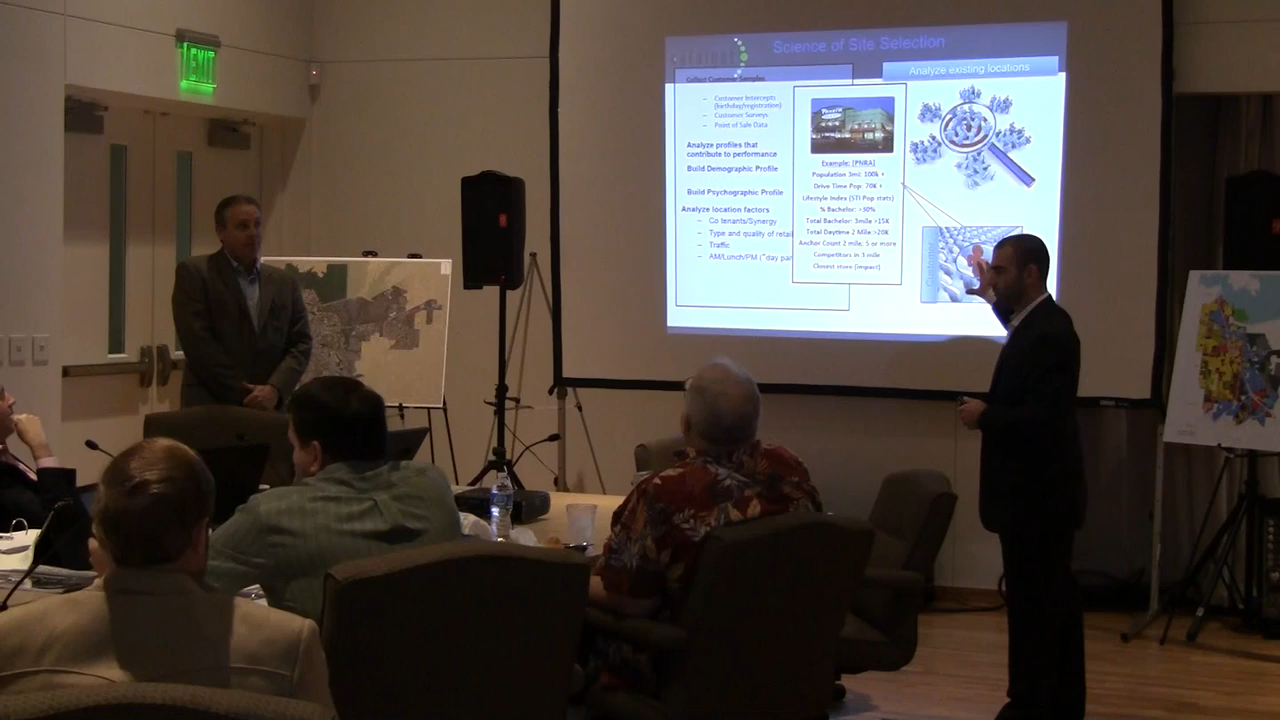 EXIT
Science of Site Selection
Analyze existing locations
Collect Customer Samples
– Customer Intercepts
(birthday/registration)
– Customer Surveys
– Point of Sale Data
Analyze profiles that
contribute to performance
Build Demographic Profile
Build Psychographic Profile
Analyze location factors
– Co tenants/Synergy
– Type and quality of retail
– Traffic
– AM/Lunch/PM ("day par
Panera
Example: [PNRA]
Population 3mi: 100k +
Drive Time Pop: 70K +
Lifestyle Index (STI Pop stats)
% Bachelor: >30%
Total Bachelor: 3mile >15K
Total Daytime 2 Mile >20K
Anchor Count 2 mile: 5 or more
Competitors in 3 mile
Closest store (impact)
Customer